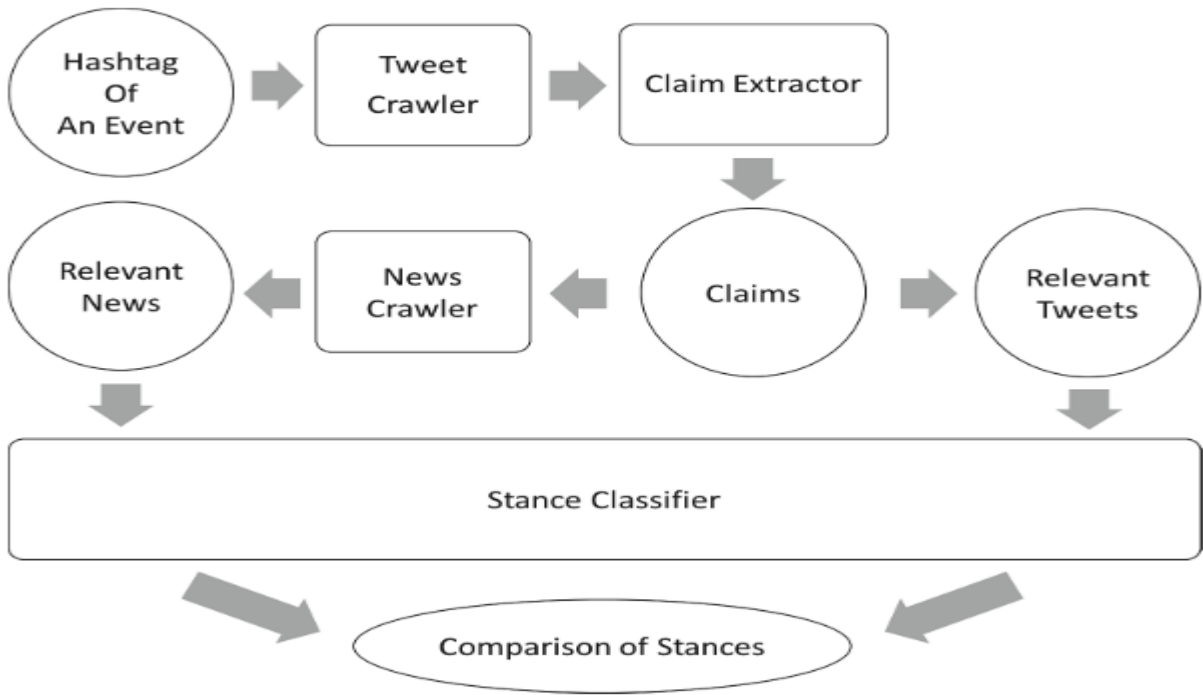 Hashtag
Of
An Event
Tweet
Crawler
Claim Extractor
Relevant
News
News
Crawler
Claims
Relevant
Tweets
Stance Classifier
Comparison of Stances